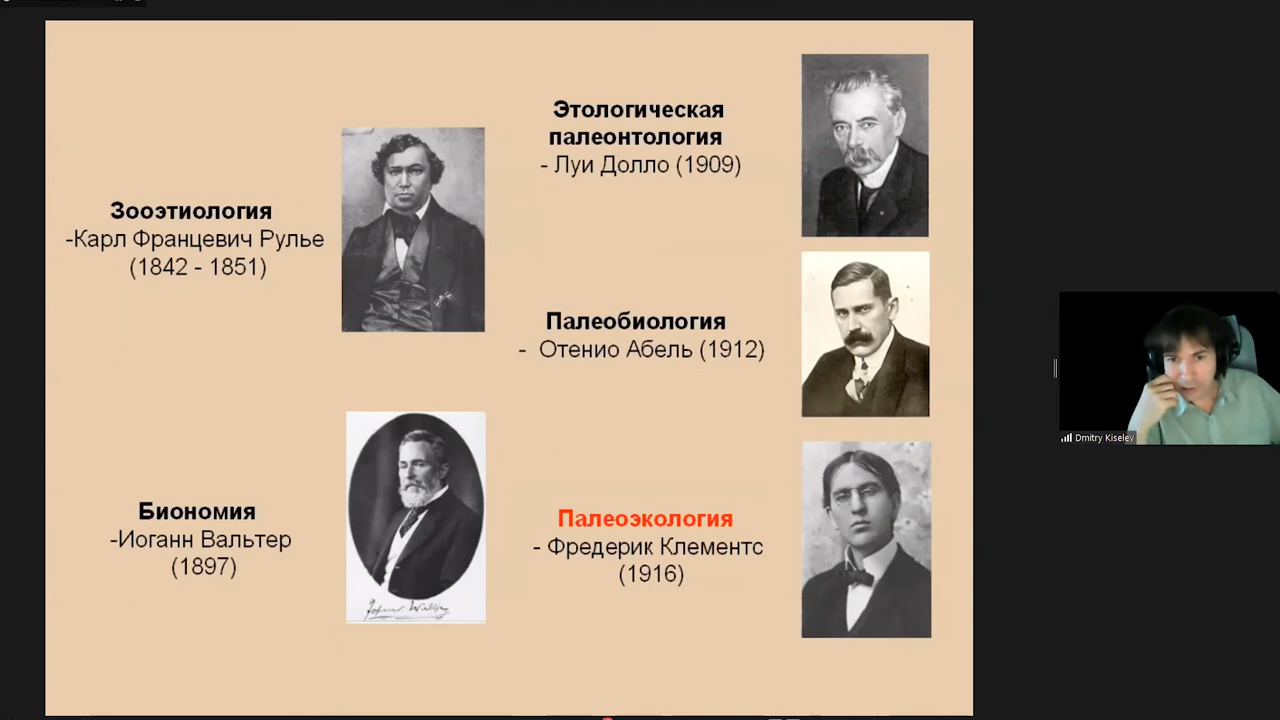 Зооэтиология
-Карл Францевич Рулье
(1842 - 1851)
Биономия
-Иоганн Вальтер
(1897)
Этологическая
палеонтология
- Луи Долло (1909)
Палеобиология
- Отенио Абель (1912)
Палеоэкология
- Фредерик Клементс
(1916)
Dmitry Kiselev